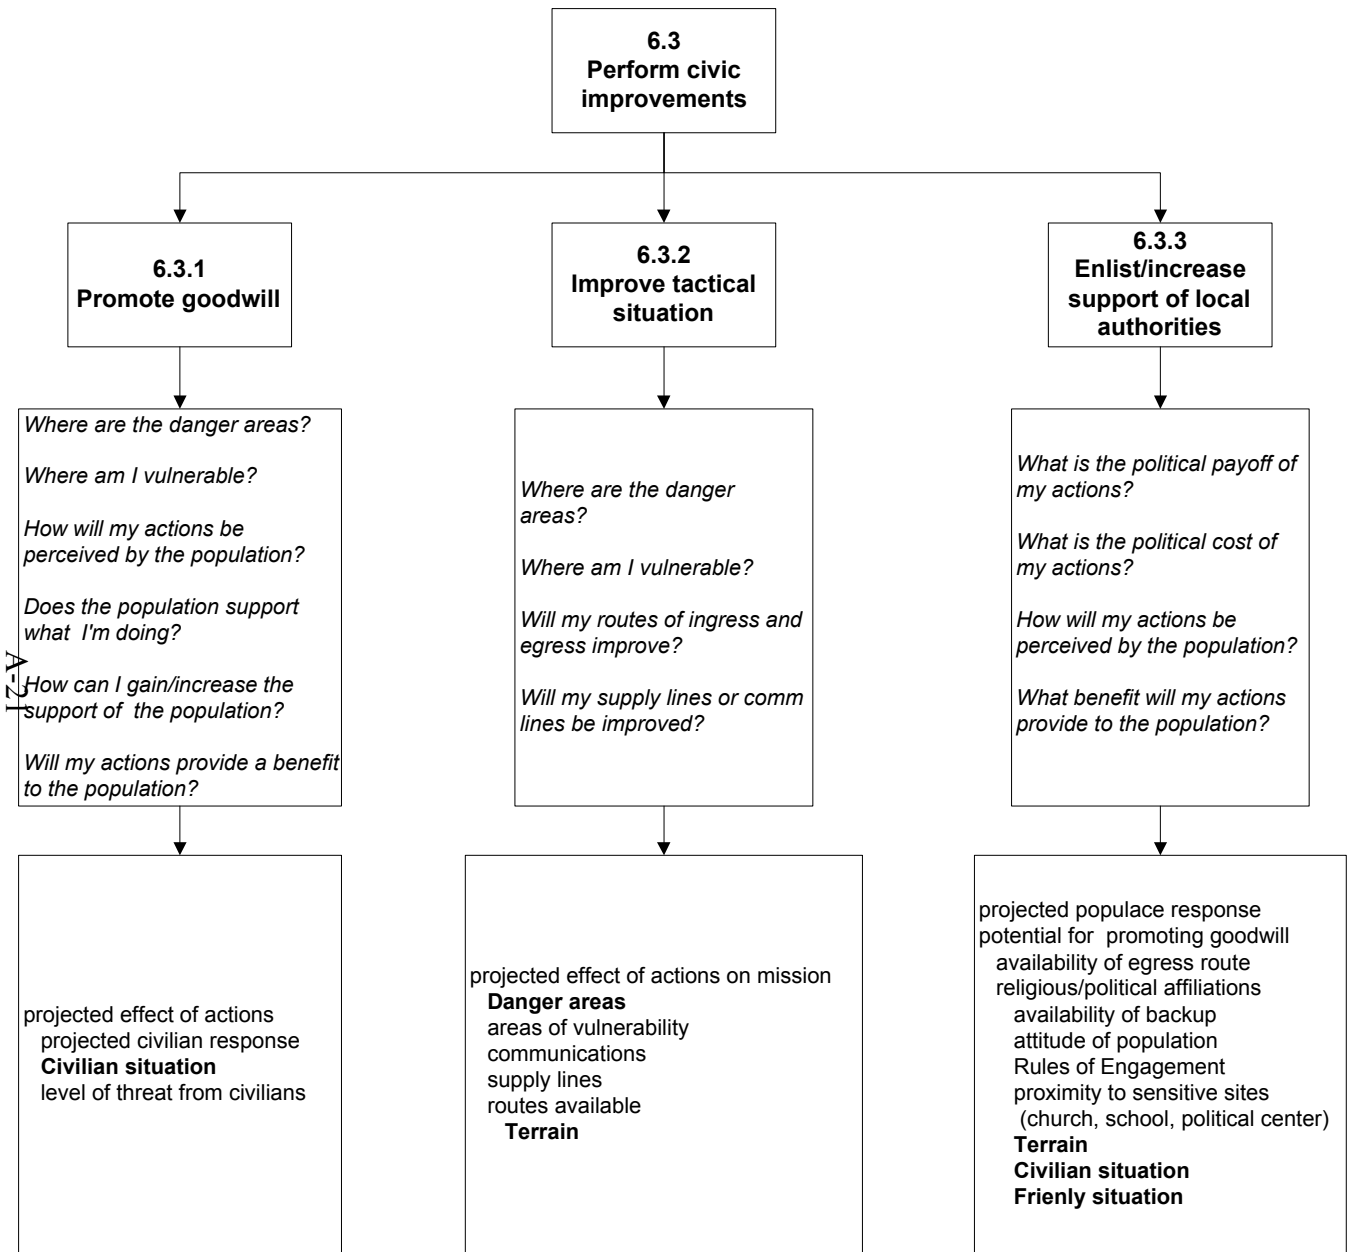 6.3
Perform civic
improvements
6.3.1
Promote goodwill
6.3.2
Improve tactical
situation
6.3.3
Enlist/increase
support of local
authorities
Where are the danger areas?
Where am I vulnerable?
How will my actions be
perceived by the population?
Does the population support
what I'm doing?
How can I gain/increase the
support of the population?
Will my actions provide a benefit
to the population?
Where are the danger
areas?
Where am I vulnerable?
Will my routes of ingress and
egress improve?
Will my supply lines or comm
lines be improved?
What is the political payoff of
my actions?
What is the political cost of
my actions?
How will my actions be
perceived by the population?
What benefit will my actions
provide to the population?
A-21
projected effect of actions
projected civilian response
Civilian situation
level of threat from civilians
projected effect of actions on mission
Danger areas
areas of vulnerability
communications
supply lines
routes available
Terrain
projected populace response
potential for promoting goodwill
availability of egress route
religious/political affiliations
availability of backup
attitude of population
Rules of Engagement
proximity to sensitive sites
(church, school, political center)
Terrain
Civilian situation
Frienly situation